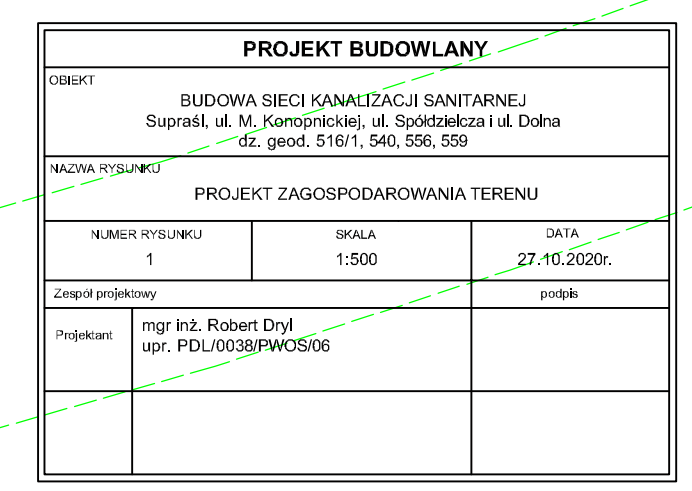 PROJEKT BUDOWLANY
OBIEKT
BUDOWA SIECI KANALIZACJI SANITARNEJ
Supraśl, ul. M. Konopnickiej, ul. Spółdzielcza i ul. Dolna
dz. geod. 516/1, 540, 556, 559
NAZWA RYSUNKU
PROJEKT ZAGOSPODAROWANIA TERENU
NUMER RYSUNKU
1
SKALA
1:500
DATA
27.10.2020r.
Zespół projektowy
podpis
Projektant
mgr inż. Robert Dryl
upr. PDL/0038/PWOS/06